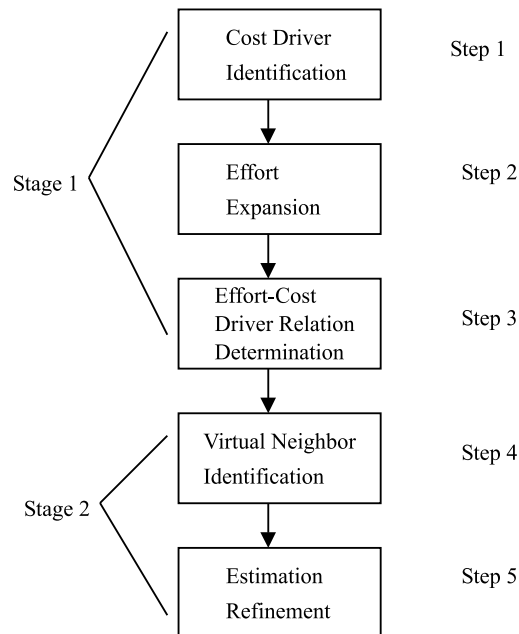 Cost Driver
Identification
Step 1
Effort
Expansion
Step 2
Stage 1
Effort-Cost
Driver Relation
Determination
Step 3
Virtual Neighbor
Identification
Step 4
Stage 2
Estimation
Refinement
Step 5